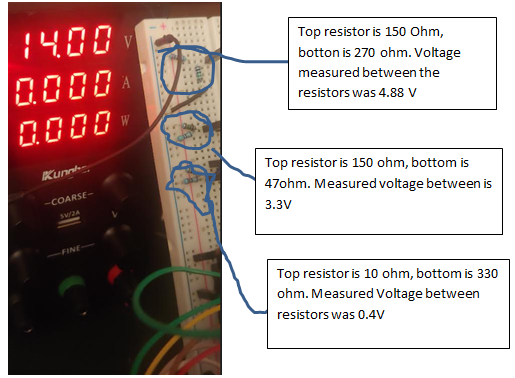 14.00 V
0.000 A
0.000 W
Top resistor is 150 Ohm,
botton is 270 ohm. Voltage
measured between the
resistors was 4.88 V
COARSE
5V/2A
V
FINE
Top resistor is 150 ohm, bottom is
47ohm. Measured voltage between is
3.3V
Top resistor is 10 ohm, bottom is 330
ohm. Measured Voltage between
resistors was 0.4V